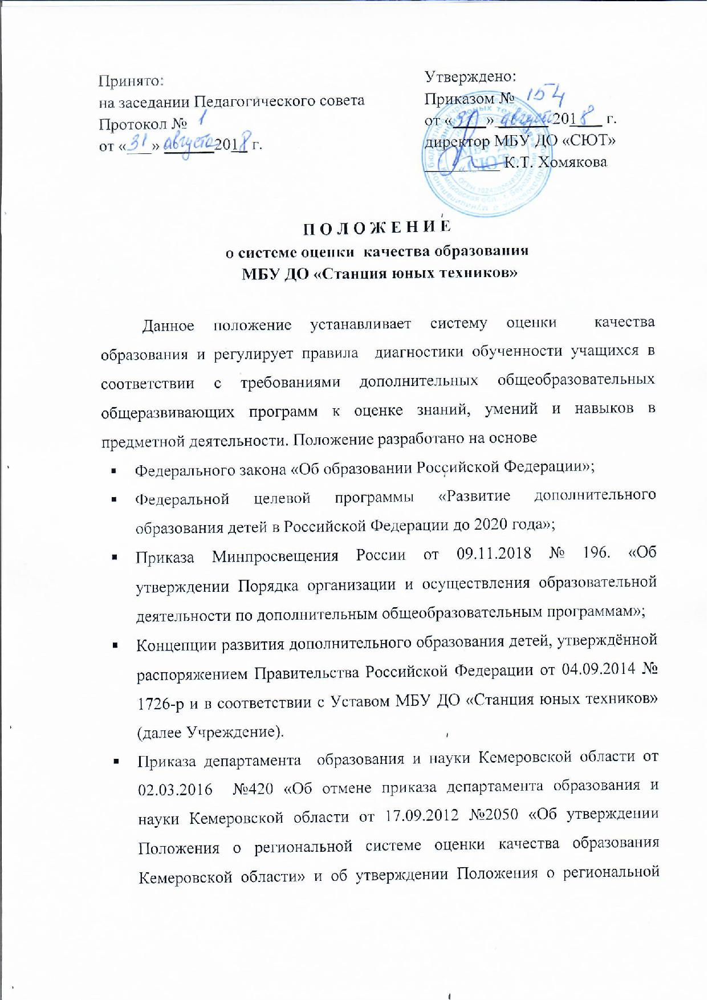 Принято:
на заседании Педагогического совета
Протокол № 1
от «31» августа 2018 г.
Утверждено:
Приказом № 154
от «31» августа 2018 г.
директор МБУ ДО «СЮТ»
К.Т. Хомякова
П О Л О Ж Е Н И Е
о системе оценки качества образования
МБУ ДО «Станция юных техников»
Данное положение устанавливает систему оценки качества
образования и регулирует правила диагностики обученности учащихся в
соответствии с требованиями дополнительных общеобразовательных
общеразвивающих программ к оценке знаний, умений и навыков в
предметной деятельности. Положение разработано на основе
▪ Федерального закона «Об образовании Российской Федерации»;
▪ Федеральной целевой программы «Развитие дополнительного
образования детей в Российской Федерации до 2020 года»;
▪ Приказа Минпросвещения России от 09.11.2018 № 196. «Об
утверждении Порядка организации и осуществления образовательной
деятельности по дополнительным общеобразовательным программам»;
▪ Концепции развития дополнительного образования детей, утверждённой
распоряжением Правительства Российской Федерации от 04.09.2014 №
1726-р и в соответствии с Уставом МБУ ДО «Станция юных техников»
(далее Учреждение).
▪ Приказа департамента образования и науки Кемеровской области от
02.03.2016 №420 «Об отмене приказа департамента образования и
науки Кемеровской области от 17.09.2012 №2050 «Об утверждении
Положения о региональной системе оценки качества образования
Кемеровской области» и об утверждении Положения о региональной